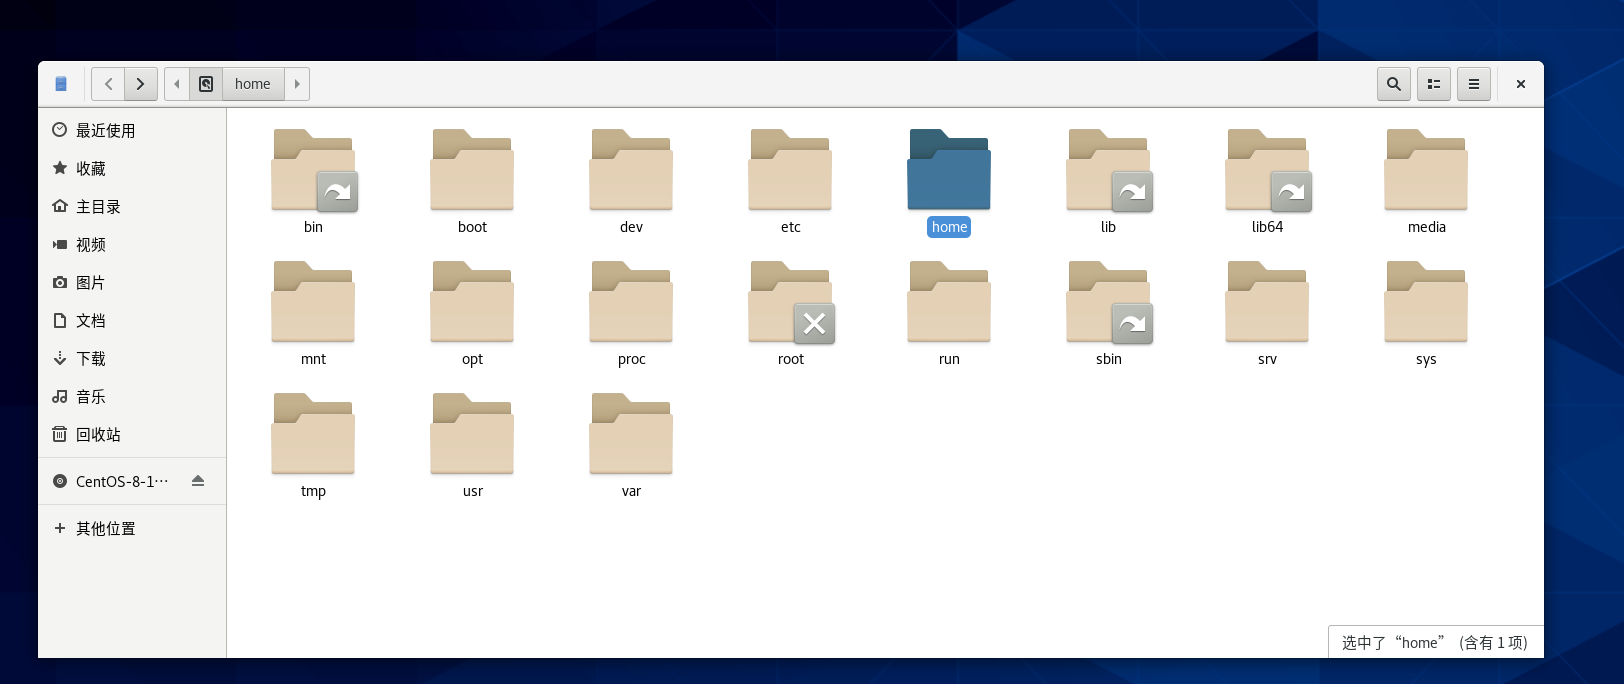 home
最近使用
收藏
主目录
视频
图片
文档
下载
音乐
回收站
CentOS-8-1…
其他位置
bin
boot
dev
etc
home
lib
lib64
media
mnt
opt
proc
root
run
sbin
srv
sys
tmp
usr
var
选中了“home” (含有 1 项)